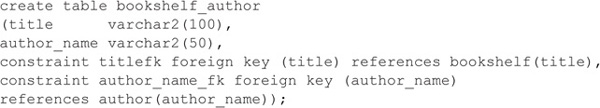 create table bookshelf_author
(title      varchar2(100),
author_name varchar2(50),
constraint titlefk foreign key (title) references bookshelf(title),
constraint author_name_fk foreign key (author_name)
references author(author_name));